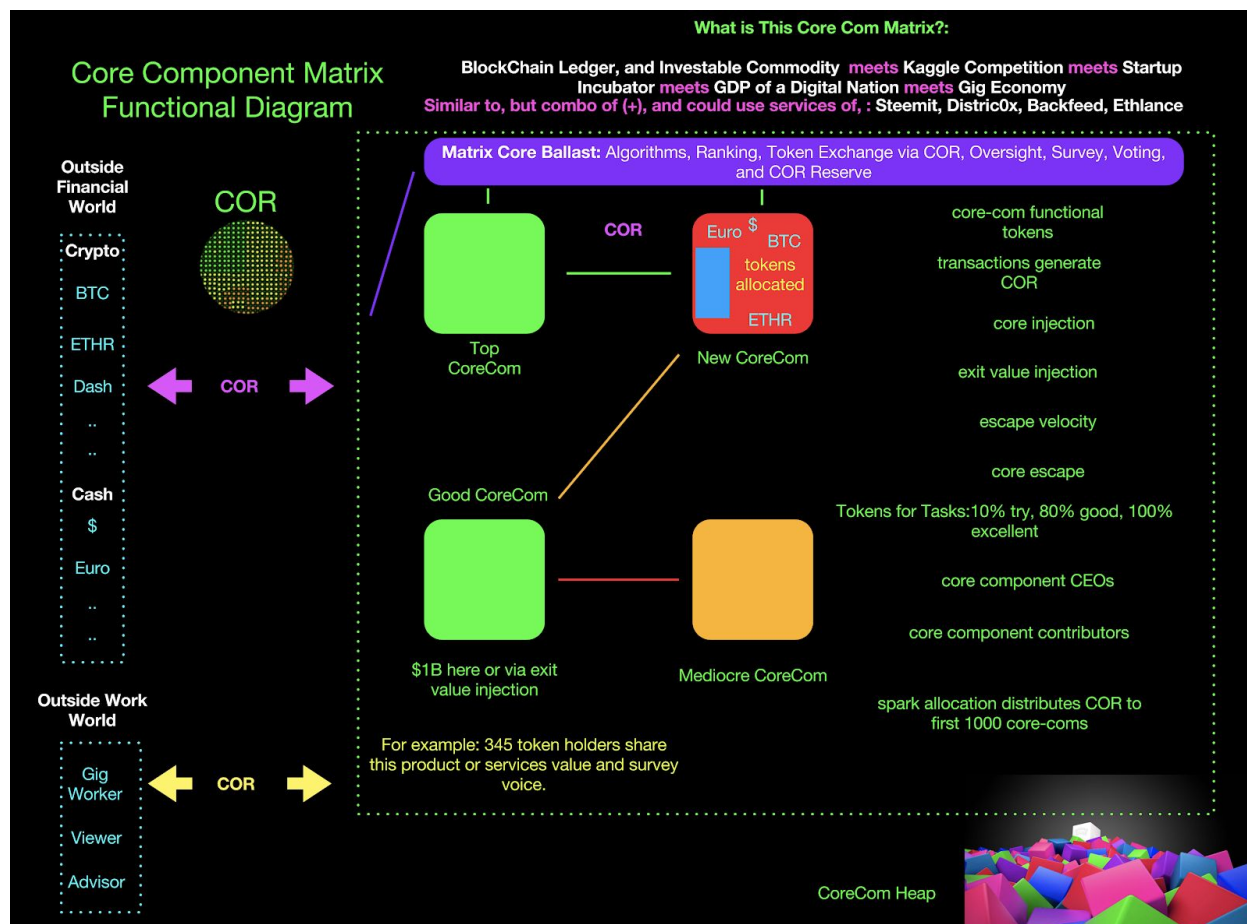 What is This Core Com Matrix?:
Core Component Matrix
Functional Diagram
BlockChain Ledger, and Investable Commodity meets Kaggle Competition meets Startup
Incubator meets GDP of a Digital Nation meets Gig Economy
Similar to, but combo of (+), and could use services of, : Steemit, Distric0x, Backfeed, Ethlance
Outside
Financial
World
Crypto
BTC
ETHR
Dash
..
..
Cash
$
Euro
..
..
COR
COR
Matrix Core Ballast: Algorithms, Ranking, Token Exchange via COR, Oversight, Survey, Voting,
and COR Reserve
Top
CoreCom
COR
Euro
$
BTC
tokens
allocated
ETHR
New CoreCom
Good CoreCom
$1B here or via exit
value injection
Mediocre CoreCom
For example: 345 token holders share
this product or services value and survey
voice.
core-com functional
tokens
transactions generate
COR
core injection
exit value injection
escape velocity
core escape
Tokens for Tasks:10% try, 80% good, 100%
excellent
core component CEOs
core component contributors
spark allocation distributes COR to
first 1000 core-coms
Outside Work
World
Gig
Worker
Viewer
Advisor
COR
CoreCom Heap